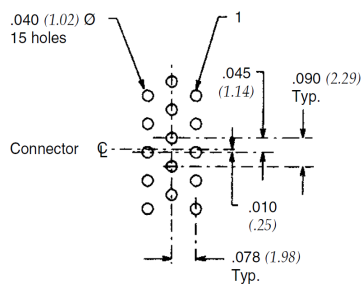 .040 (1.02) Ø
15 holes
1
.045
(1.14)
.090 (2.29)
Typ.
Connector ℄
.010
(.25)
.078 (1.98)
Typ.